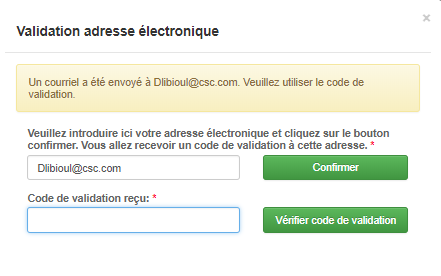 ×
Validation adresse électronique
Un courriel a été envoyé à Dlibioul@csc.com. Veuillez utiliser le code de
validation.
Veuillez introduire ici votre adresse électronique et cliquez sur le bouton
confirmer. Vous allez recevoir un code de validation à cette adresse. *
Dlibioul@csc.com Confirmer
Code de validation reçu: *
Vérifier code de validation